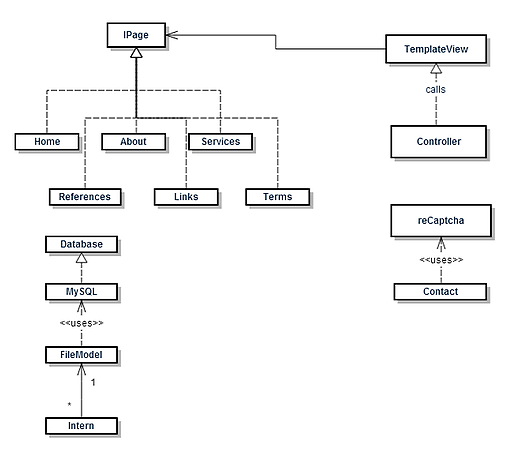 IPage
TemplateView
calls
Home
About
Services
Controller
References
Links
Terms
reCaptcha
Database
<<uses>>
MySQL
Contact
<<uses>>
FileModel
1
*
Intern